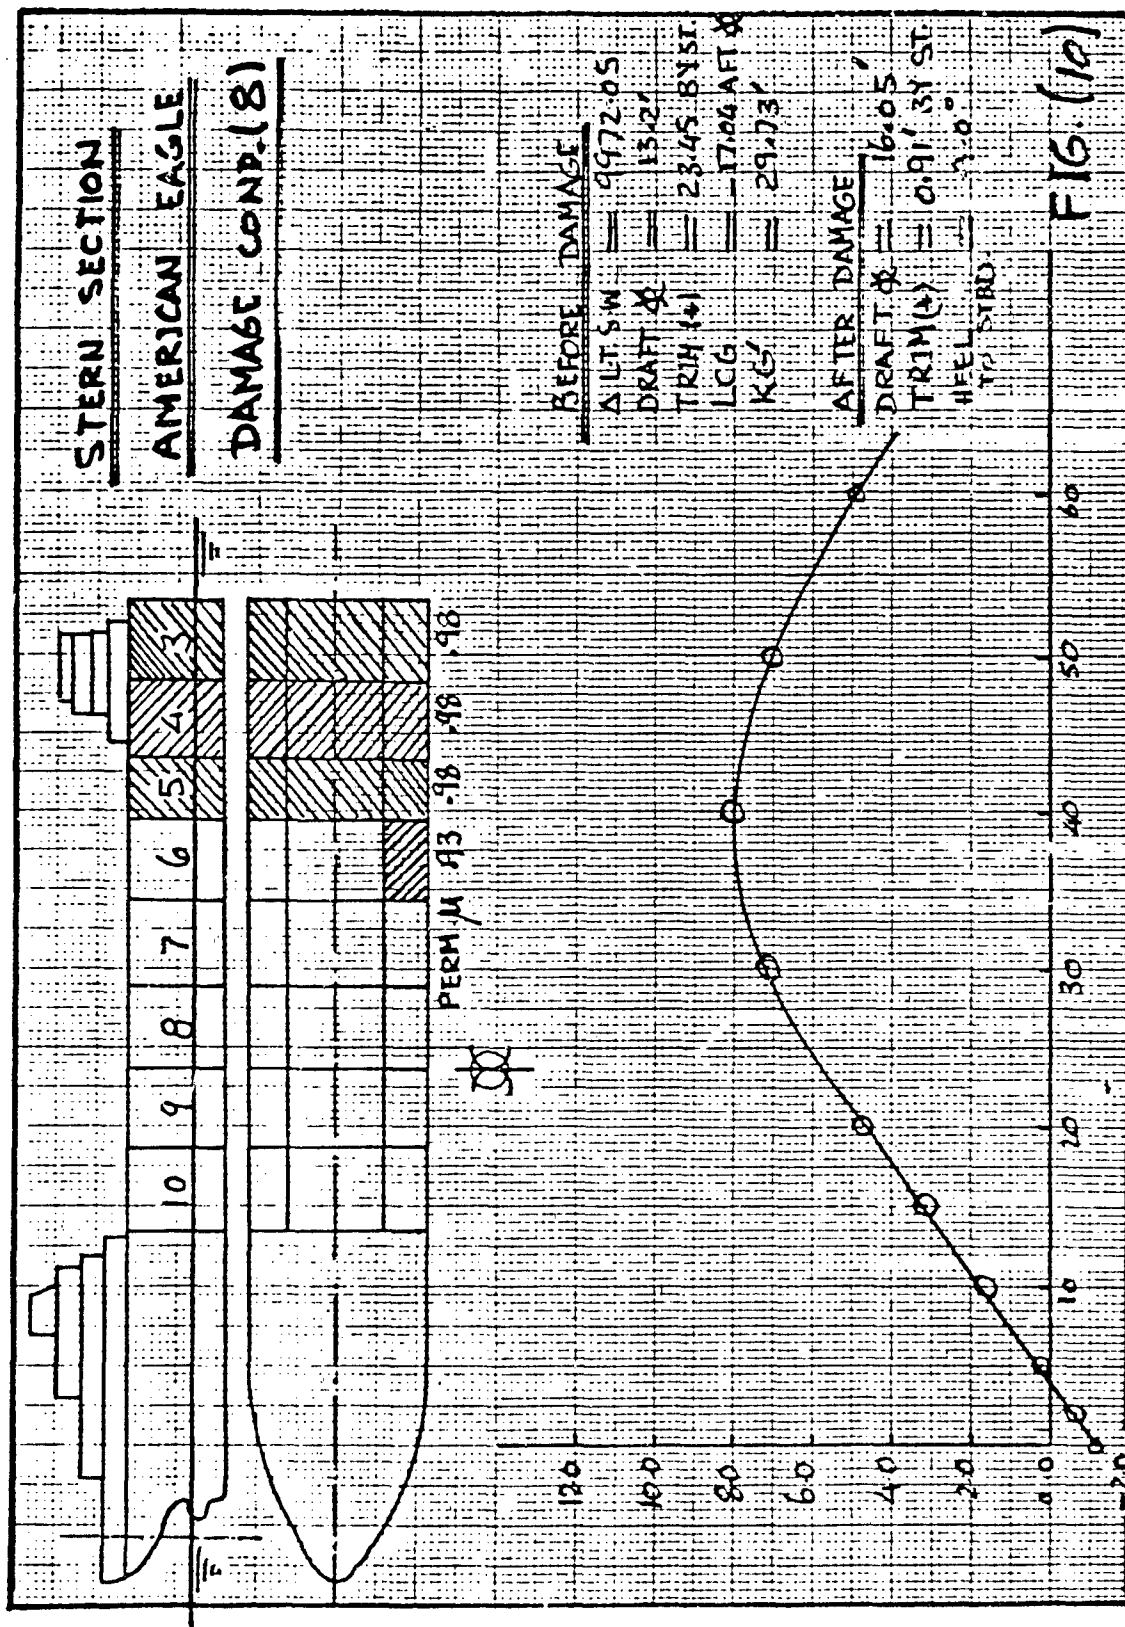 STERN SECTION
AMERICAN EAGLE
DAMAGE COND.(8)
3
4
5
6
7
8
9
10
PERM. μ .93 .98 .98 .98
BEFORE DAMAGE
Δ LT SW = 9972.05
DRAFT = 13.2'
TRIM (+) = 23.45 BY ST.
LCG = -17.04 AFT
KG' = 29.73'
AFTER DAMAGE
DRAFT = 16.05'
TRIM (+) = 0.91' BY ST.
HEEL =
TO STBD.
12.0
10.0
8.0
6.0
4.0
2.0
0.0
-2.0
10 20 30 40 50 60
FIG. (10)